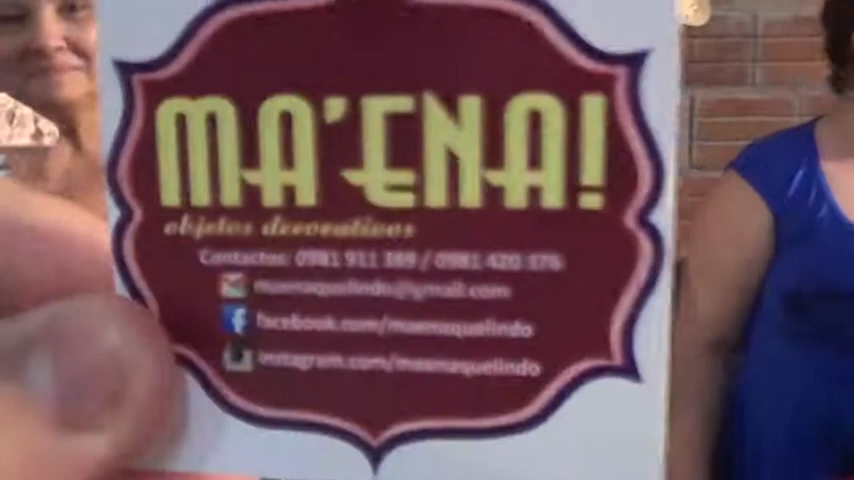 MA'ENA!
objetos decorativos
Contactos: 0981 911 389 / 0981 420 376
maenaquelindo@gmail.com
facebook.com/maenaquelindo
instagram.com/maenaquelindo